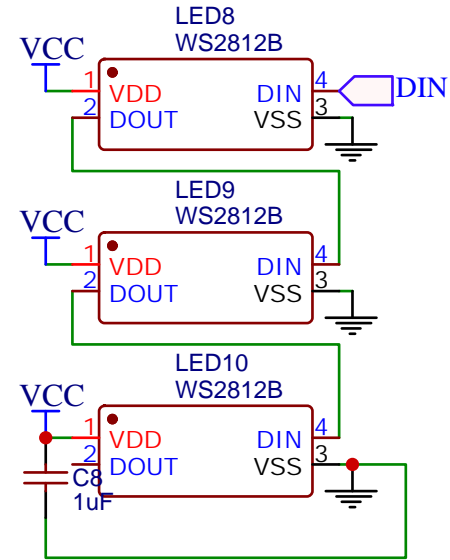 LED8
WS2812B
VCC
1 VDD DIN 4 DIN
2 DOUT VSS 3
LED9
WS2812B
VCC
1 VDD DIN 4
2 DOUT VSS 3
LED10
WS2812B
VCC
1 VDD DIN 4
2 DOUT VSS 3
C8
1uF